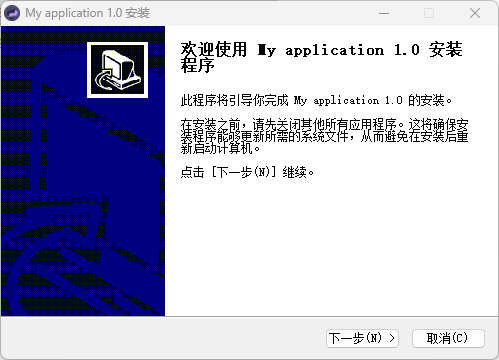 My application 1.0 安装
欢迎使用 My application 1.0 安装
程序
此程序将引导你完成 My application 1.0 的安装。
在安装之前，请先关闭其他所有应用程序。这将确保安
装程序能够更新所需的系统文件，从而避免在安装后重
新启动计算机。
点击 [下一步(N)] 继续。
下一步(N) >
取消(C)